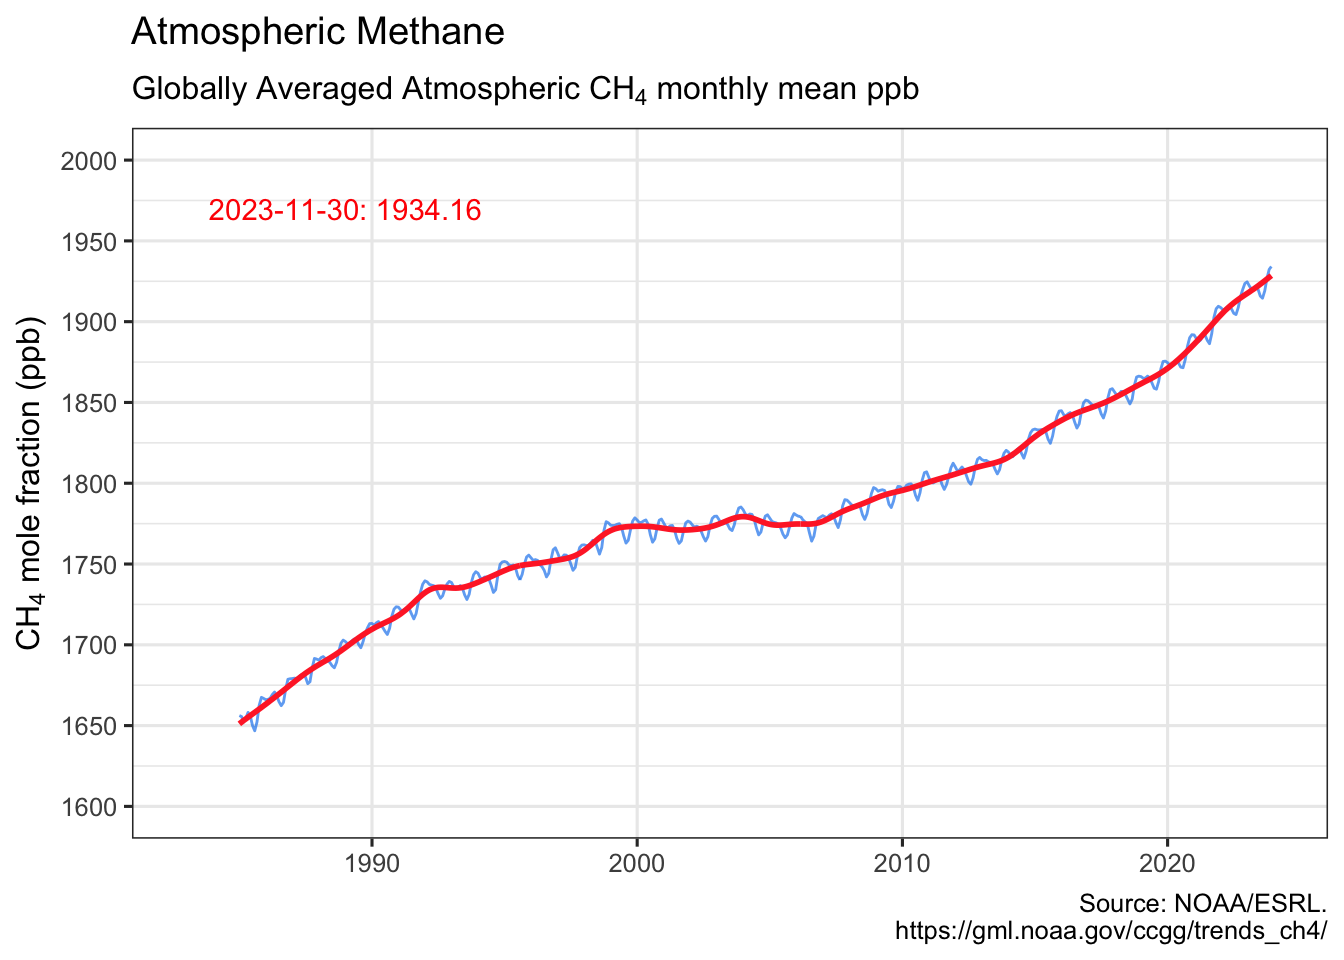 Atmospheric Methane
Globally Averaged Atmospheric CH₄ monthly mean ppb
CH₄ mole fraction (ppb)
2000
1950
1900
1850
1800
1750
1700
1650
1600
2023-11-30: 1934.16
1990 2000 2010 2020
Source: NOAA/ESRL.
https://gml.noaa.gov/ccgg/trends_ch4/